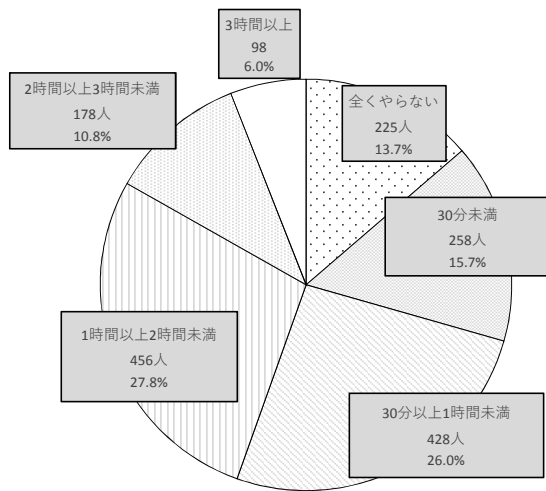 3時間以上
98
6.0%
全くやらない
225人
13.7%
2時間以上3時間未満
178人
10.8%
30分未満
258人
15.7%
1時間以上2時間未満
456人
27.8%
30分以上1時間未満
428人
26.0%